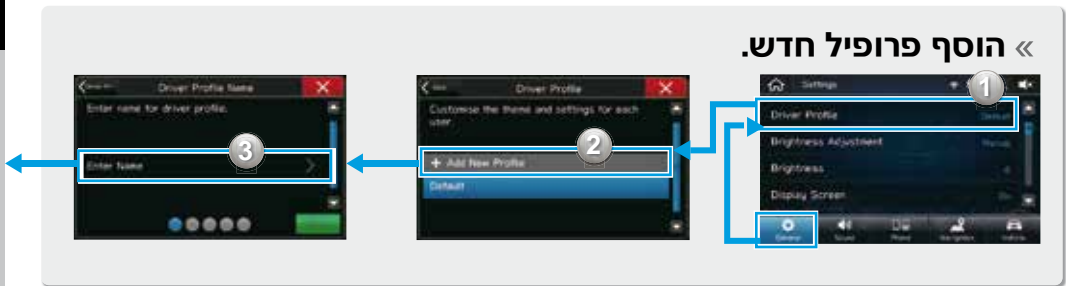 » הוסף פרופיל חדש.
Settings
1
Driver Profile
Default
Brightness Adjustment
Manual
Brightness
Display Screen
General
Sound
Phone
Navigation
Vehicle
Driver Profile
Customise the theme and settings for each
user
2
+ Add New Profile
Default
Driver Profile Name
Enter name for driver profile.
3
Enter Name